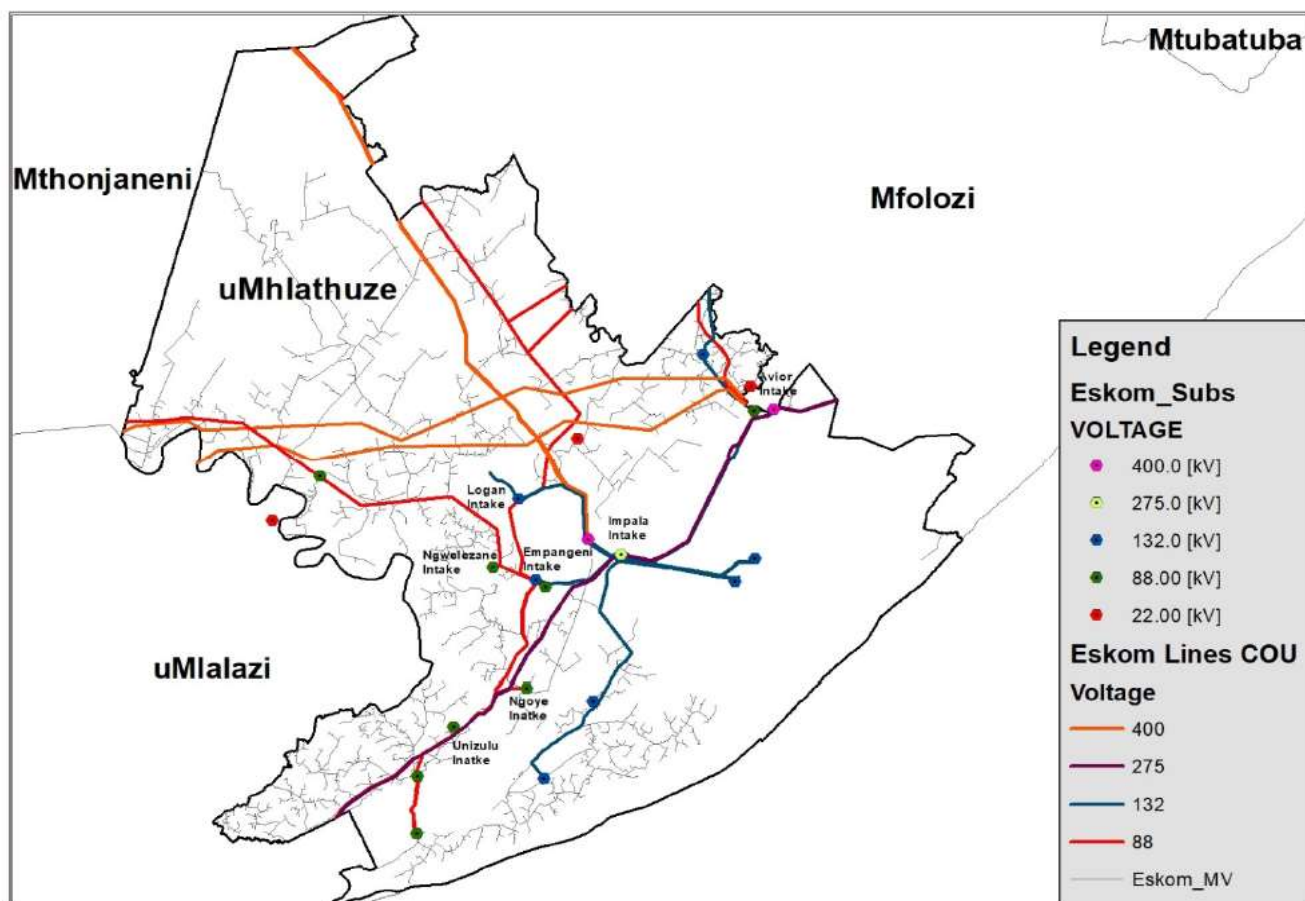 Mtubatuba
Mthonjaneni
Mfolozi
uMhlathuze
Avior
Intake
Logan
Intake
Impala
Intake
Ngwelezane
Intake
Empangeni
Intake
uMlalazi
Ngoye
Inatke
Unizulu
Inatke
Legend
Eskom_Subs
VOLTAGE
400.0 [kV]
275.0 [kV]
132.0 [kV]
88.00 [kV]
22.00 [kV]
Eskom Lines COU
Voltage
400
275
132
88
Eskom_MV